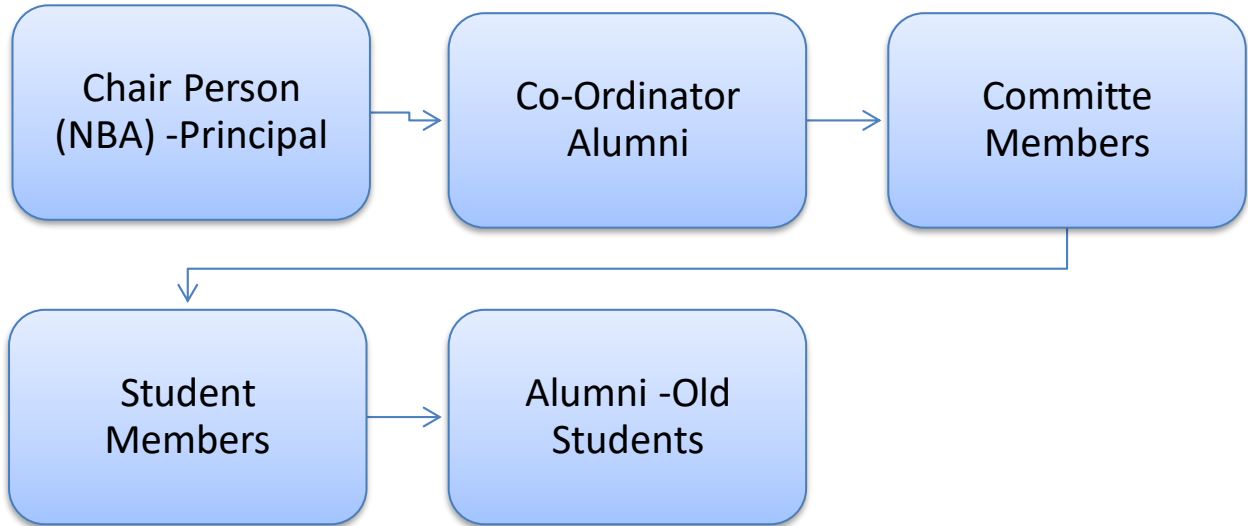 Chair Person
(NBA) -Principal
Co-Ordinator
Alumni
Committe
Members
Student
Members
Alumni -Old
Students